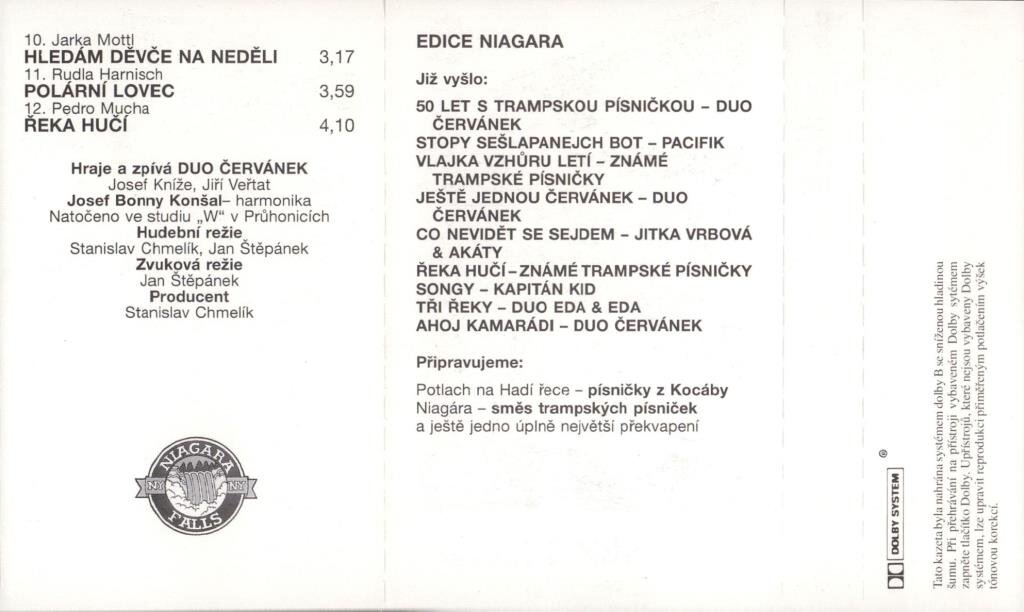 10. Jarka Mottl
HLEDÁM DĚVČE NA NEDĚLI 3,17
11. Rudla Harnisch
POLÁRNÍ LOVEC 3,59
12. Pedro Mucha
ŘEKA HUČÍ 4,10
Hraje a zpívá DUO ČERVÁNEK
Josef Kníže, Jiří Veřtat
Josef Bonny Konšal– harmonika
Natočeno ve studiu „W“ v Průhonicích
Hudební režie
Stanislav Chmelík, Jan Štěpánek
Zvuková režie
Jan Štěpánek
Producent
Stanislav Chmelík
NIAGARA
NY NY
FALLS
EDICE NIAGARA
Již vyšlo:
50 LET S TRAMPSKOU PÍSNIČKOU – DUO
ČERVÁNEK
STOPY SEŠLAPANEJCH BOT – PACIFIK
VLAJKA VZHŮRU LETÍ – ZNÁMÉ
TRAMPSKÉ PÍSNIČKY
JEŠTĚ JEDNOU ČERVÁNEK – DUO
ČERVÁNEK
CO NEVIDĚT SE SEJDEM – JITKA VRBOVÁ
& AKÁTY
ŘEKA HUČÍ – ZNÁMÉ TRAMPSKÉ PÍSNIČKY
SONGY – KAPITÁN KID
TŘI ŘEKY – DUO EDA & EDA
AHOJ KAMARÁDI – DUO ČERVÁNEK
Připravujeme:
Potlach na Hadí řece – písničky z Kocáby
Niagára – směs trampských písniček
a ještě jedno úplně největší překvapení
DOLBY SYSTEM ®
Tato kazeta byla nahrána systémem dolby B se sníženou hladinou
šumu. Při přehrávání na přístroji vybaveném Dolby sytémem
zapněte tlačítko Dolby. U přístrojů, které nejsou vybaveny Dolby
systémem, lze upravit reprodukci přiměřeným potlačením výšek
tónovou korekcí.